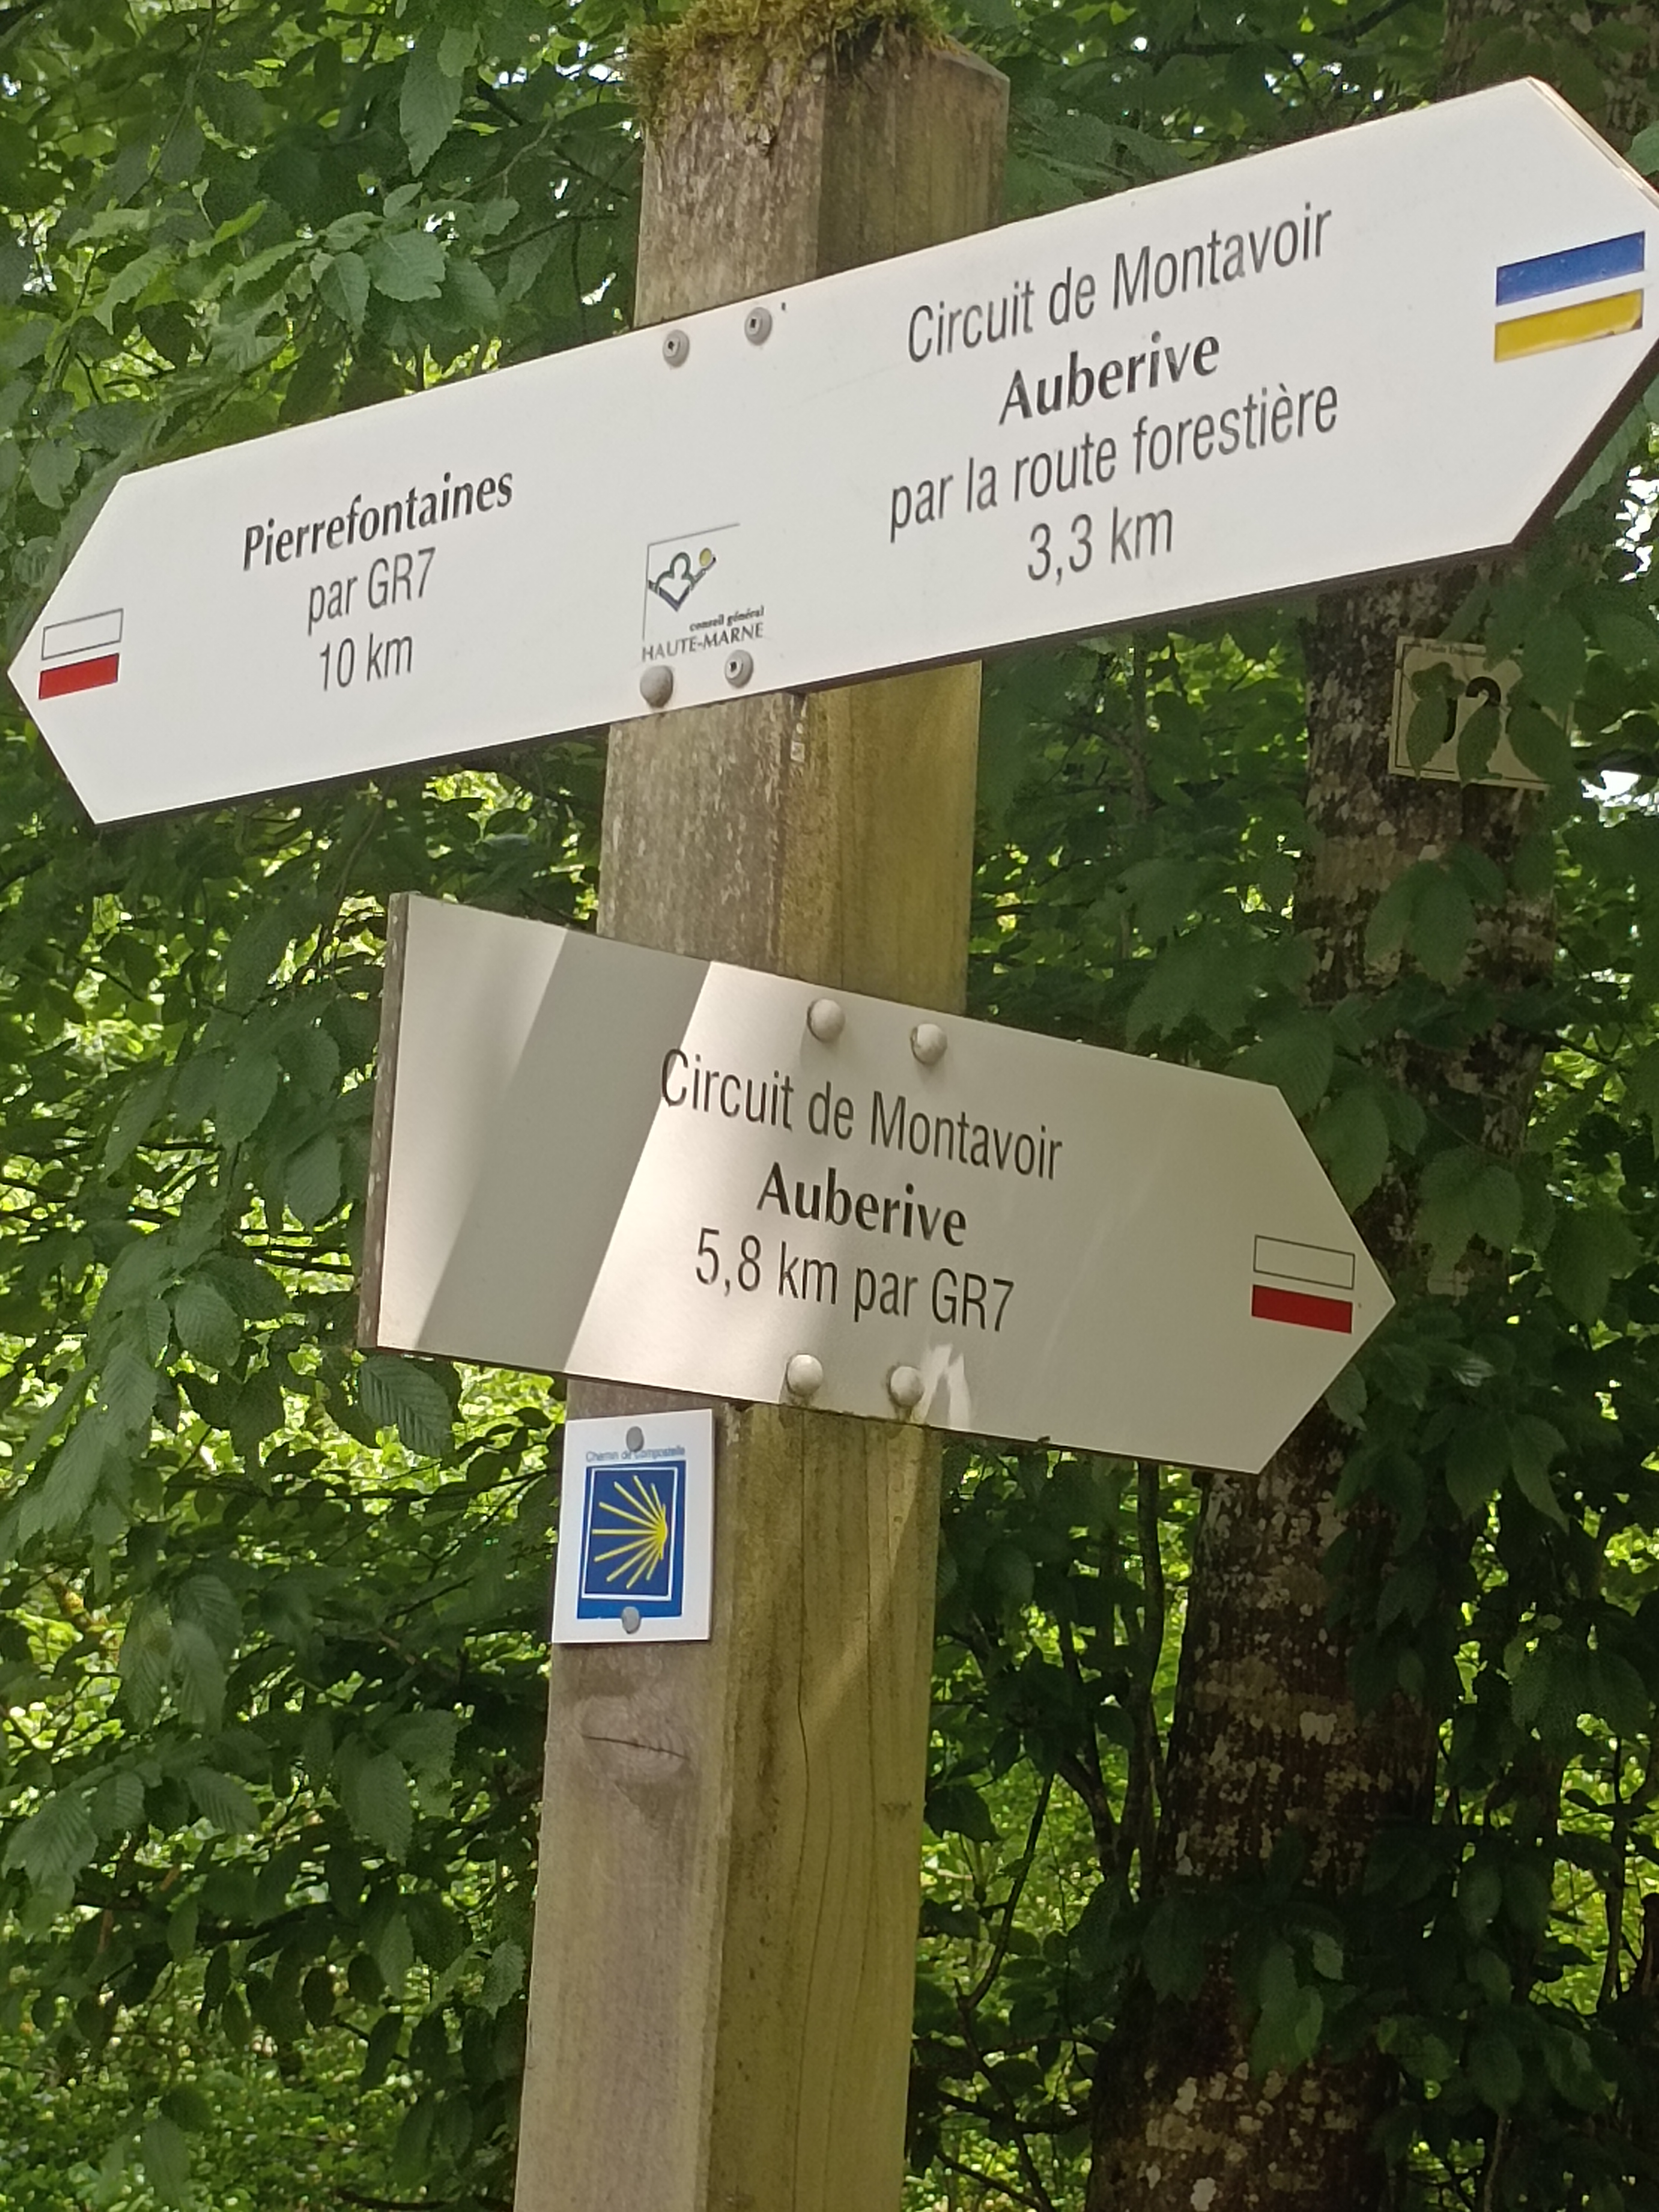 Circuit de Montavoir
Auberive
par la route forestière
3,3 km
Pierrefontaines
par GR7
10 km
conseil général
HAUTE-MARNE
Circuit de Montavoir
Auberive
5,8 km par GR7
Chemin de Compostelle